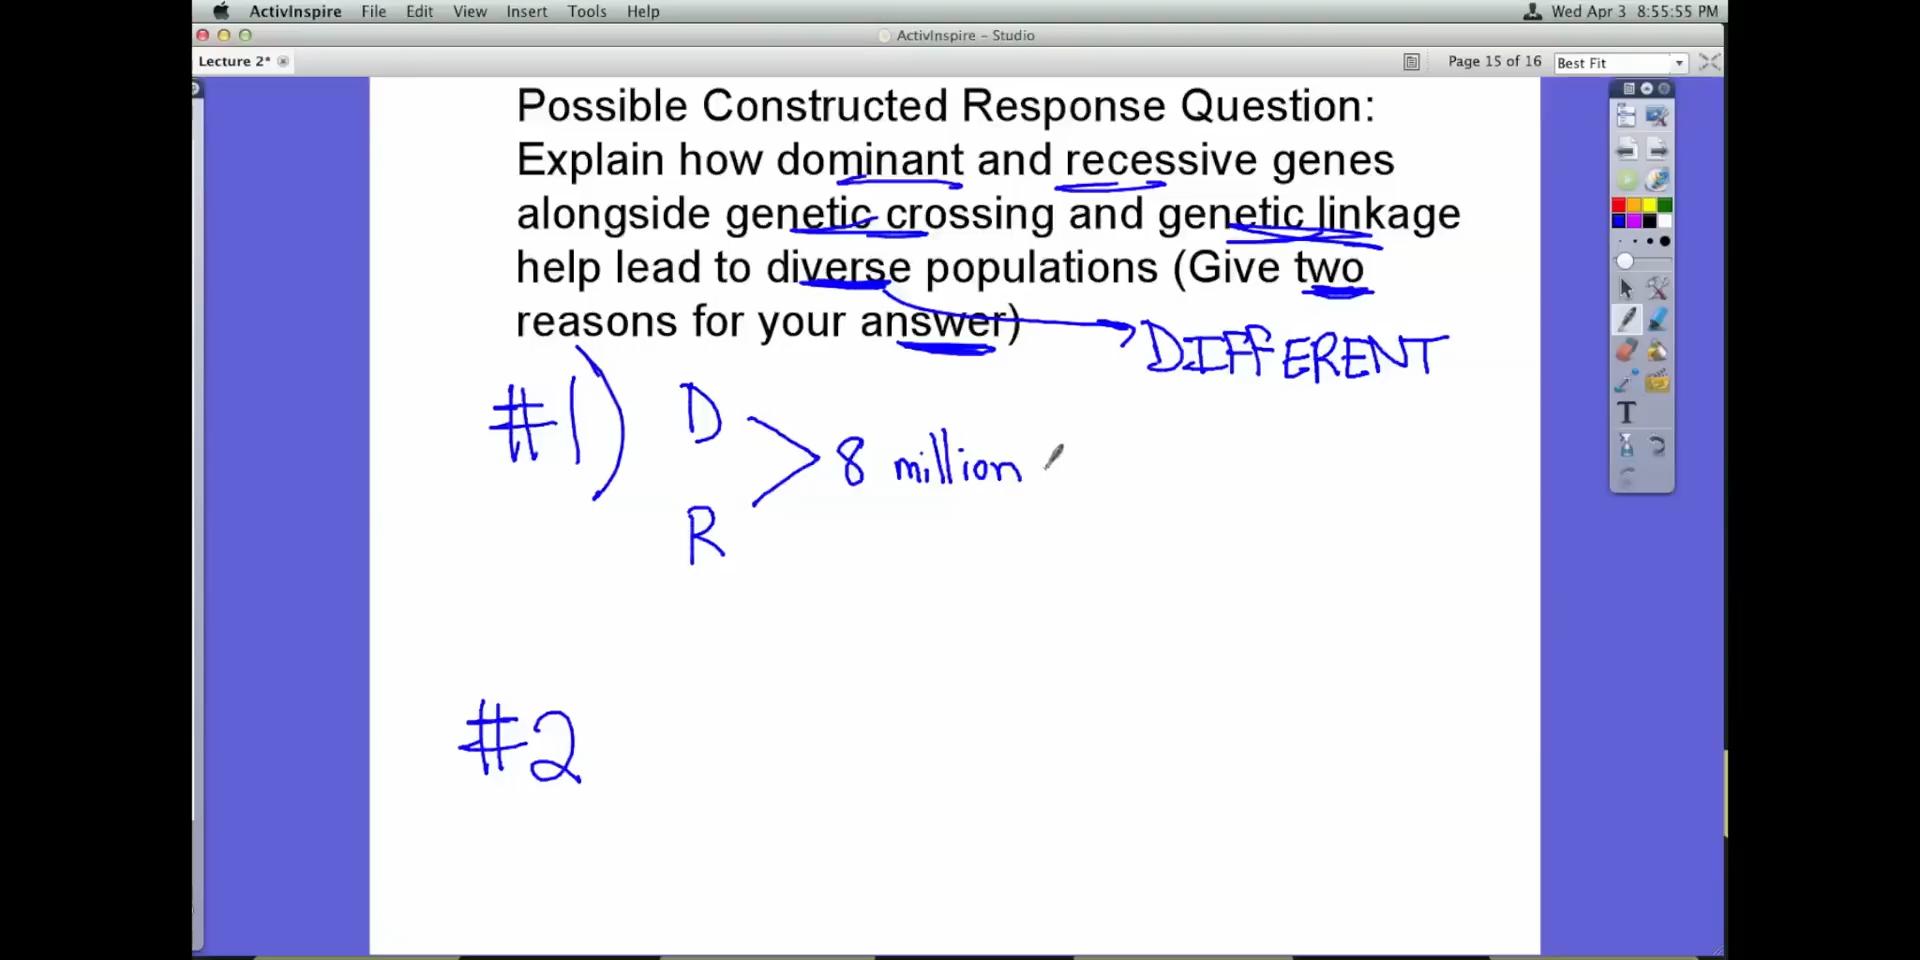 ActivInspire File Edit View Insert Tools Help Wed Apr 3 8:55:55 PM
ActivInspire - Studio
Lecture 2* Page 15 of 16 Best Fit
Possible Constructed Response Question:
Explain how dominant and recessive genes
alongside genetic crossing and genetic linkage
help lead to diverse populations (Give two
reasons for your answer)
DIFFERENT
#1) D
8 million
R
#2
T